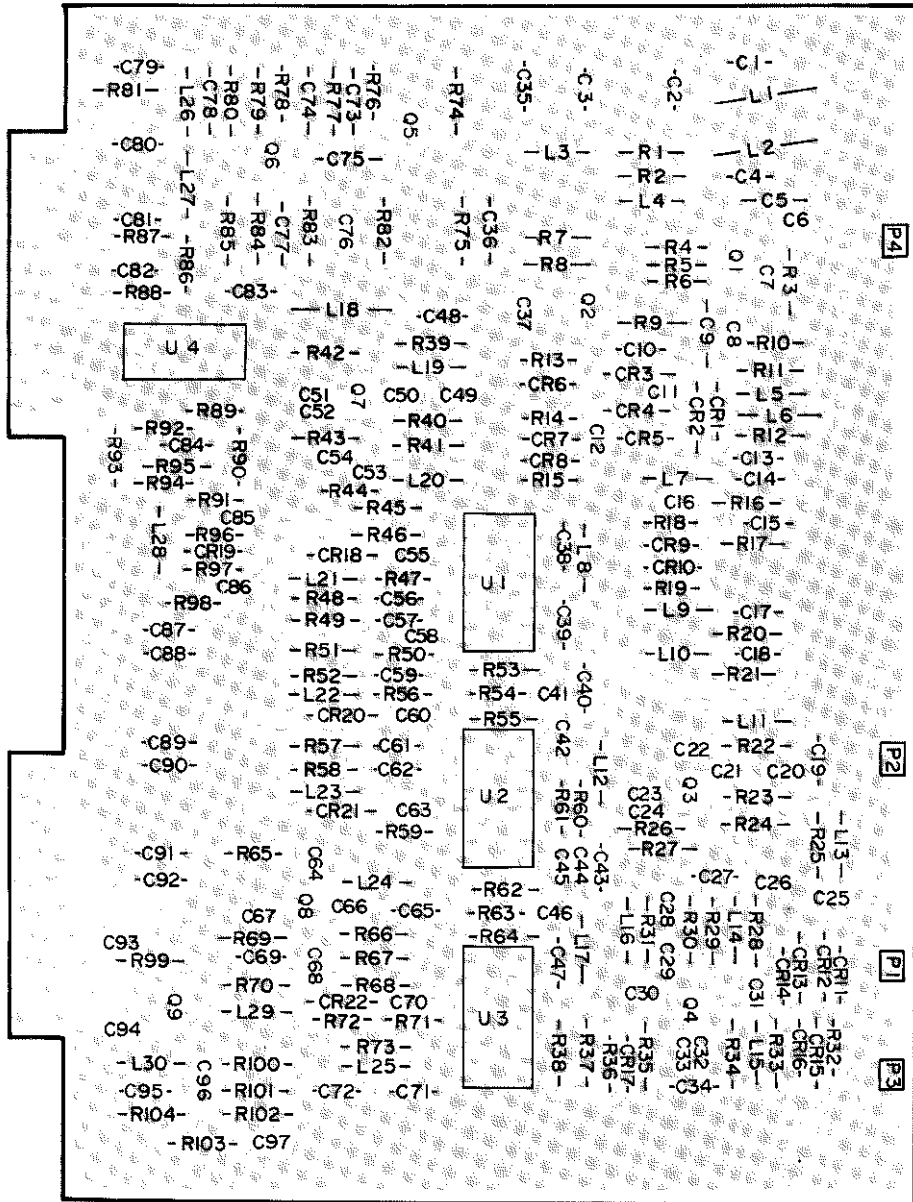 -C79-
-R81-
-L26-
C78-
-R80-
-R79-
-R78-
-C74-
-R77-
-C73-
-R76-
Q5
-R74-
-C35-
-C3-
-C2-
-C1-
L1
-C80-
-L27-
Q6
-C75-
-L3-
-R1-
-L2-
-R2-
-C4-
-C81-
-R87-
-R86-
-R85-
-R84-
-C77-
-R83-
C76
-R82-
-R75-
-C36-
-L4-
-C5-
C6
-R7-
-R8-
-R4-
-R5-
-R6-
Q1
C7
-R3-
P4
-C82-
-R88-
-C83-
-L18-
-C48-
C37
Q2
-R9-
-C9-
C8
-R10-
U4
-R42-
-R39-
-L19-
-R13-
-CR6-
-C10-
-CR3-
C11
-R11-
-L5-
C51
C52
Q7
C50
C49
-R89-
-R92-
-C84-
-R93-
-R95-
-R94-
-R90-
-R43-
C54
C53
-R44-
-R40-
-R41-
-L20-
-R14-
-CR7-
-CR8-
-R15-
C12
-CR4-
-CR5-
-CR2-
-CR1-
-L6-
-R12-
-C13-
-L7-
-C14-
-R91-
C85
-L28-
-R96-
-CR19-
-R97-
C86
-R98-
-R45-
-R46-
-CR18-
C55
U1
-C38-
-L8-
C16
-R16-
-R18-
-C15-
-CR9-
-R17-
-CR10-
-R19-
-L21-
-R47-
-R48-
-C56-
-R49-
-C57-
C58
-C39-
-L9-
-C17-
-R20-
-C87-
-C88-
-R51-
-R50-
-L10-
-C18-
-R21-
-R52-
-C59-
-L22-
-R56-
-CR20-
C60
-R53-
-R54-
C41
-C40-
-R55-
-L11-
-C89-
-C90-
-R57-
-C61-
-R58-
-C62-
-L23-
-CR21-
C63
-R59-
U2
C42
-L12-
-R61-
-R60-
C22
-R22-
C21
C20
-C19-
P2
C23
C24
Q3
-R23-
-R24-
-R26-
-R27-
-R25-
-L13-
-C91-
-C92-
-R65-
C64
-L24-
-R62-
C45
C44
-C43-
-C27-
C26
C25
C67
Q8
C66
-C65-
-R63-
C46
-L17-
-L16-
-R31-
C28
C29
-R30-
-R29-
-L14-
-R28-
C93
-R99-
-R69-
-C69-
C68
-R66-
-R67-
-R64-
-C47-
-CR14-
-CR13-
-CR12-
-CR11-
P1
-R70-
-L29-
-R68-
-CR22-
C70
-R72-
-R71-
U3
C30
Q4
C31
Q9
C94
-L30-
C96
-R100-
-R73-
-L25-
-R38-
-R37-
-R36-
-CR17-
-R35-
C33
C32
-C34-
-R34-
-L15-
-R33-
-CR16-
-CR15-
-R32-
P3
-C95-
-R104-
-R101-
-R102-
-C72-
-C71-
-R103-
C97